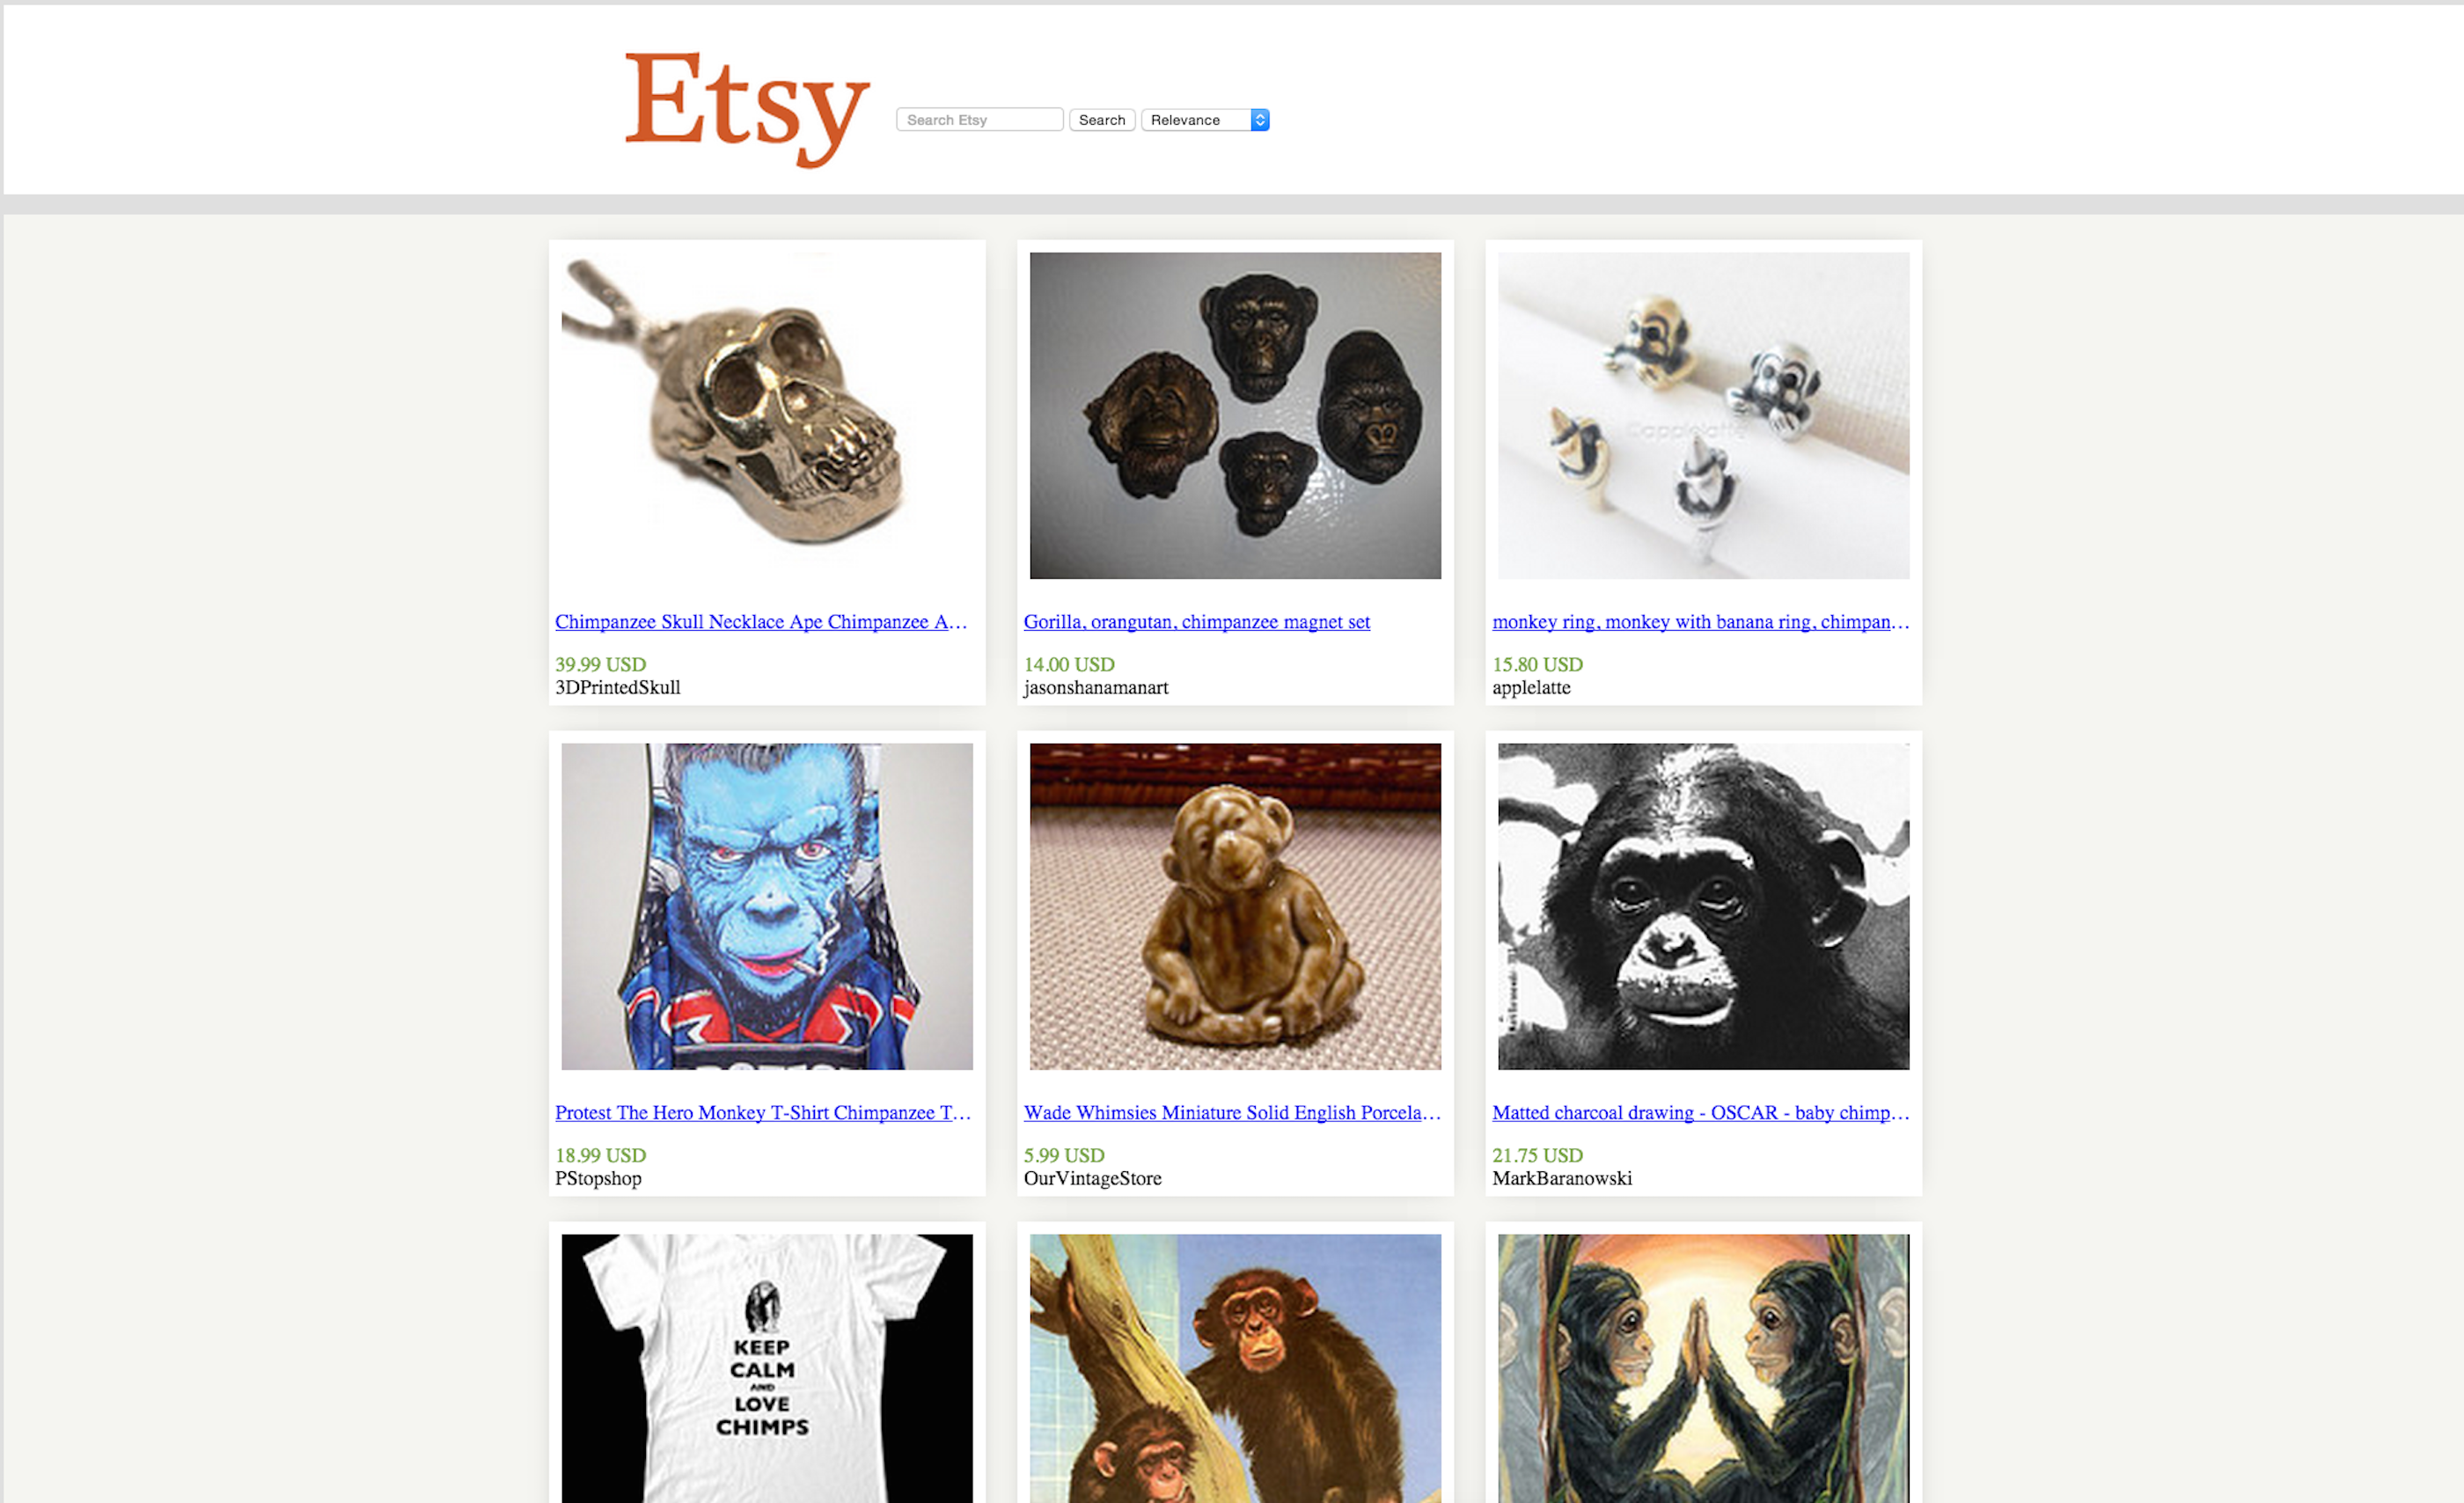 Etsy
Search Etsy
Search
Relevance
©applelatte
Chimpanzee Skull Necklace Ape Chimpanzee A…
39.99 USD
3DPrintedSkull
Gorilla, orangutan, chimpanzee magnet set
14.00 USD
jasonshanamanart
monkey ring, monkey with banana ring, chimpan…
15.80 USD
applelatte
Protest The Hero Monkey T-Shirt Chimpanzee T…
18.99 USD
PStopshop
Wade Whimsies Miniature Solid English Porcela…
5.99 USD
OurVintageStore
Matted charcoal drawing - OSCAR - baby chimp…
21.75 USD
MarkBaranowski
KEEP
CALM
AND
LOVE
CHIMPS